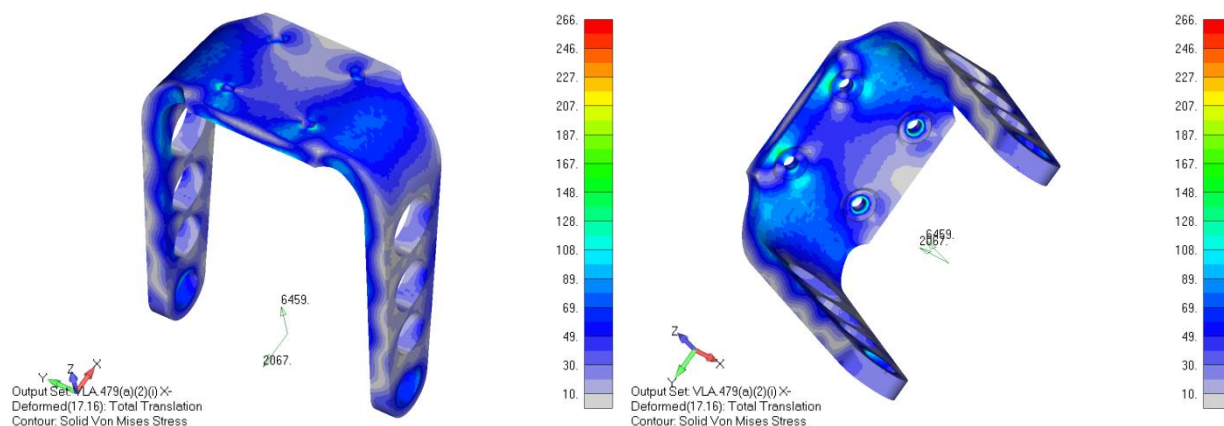 266.
246.
227.
207.
187.
167.
148.
128.
108.
89.
69.
49.
30.
10.
6459.
2067.
X
Y
Z
Output Set: VLA.479(a)(2)(i) X-
Deformed(17.16): Total Translation
Contour: Solid Von Mises Stress
266.
246.
227.
207.
187.
167.
148.
128.
108.
89.
69.
49.
30.
10.
6459.
2067.
Z
X
Y
Output Set: VLA.479(a)(2)(i) X-
Deformed(17.16): Total Translation
Contour: Solid Von Mises Stress